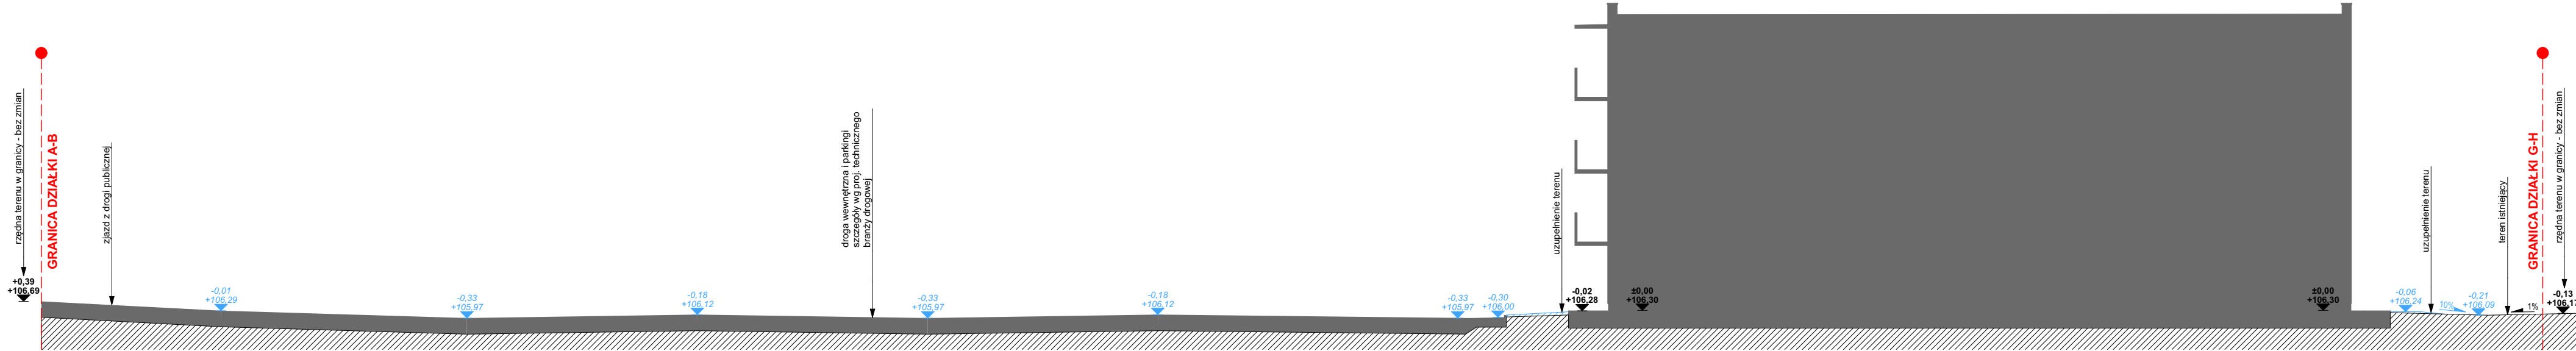 rzędna terenu w granicy - bez zmian
+0,39
+106,69
GRANICA DZIAŁKI A-B
zjazd z drogi publicznej
-0,01
+106,29
-0,33
+105,97
-0,18
+106,12
droga wewnętrzna i parkingi
szczegóły wg proj. technicznego
branży drogowej
-0,33
+105,97
-0,18
+106,12
-0,33
+105,97
-0,30
+106,00
uzupełnienie terenu
-0,02
+106,28
±0,00
+106,30
±0,00
+106,30
-0,06
+106,24
uzupełnienie terenu
10%
-0,21
+106,09
teren istniejący
1%
GRANICA DZIAŁKI G-H
rzędna terenu w granicy - bez zmian
-0,13